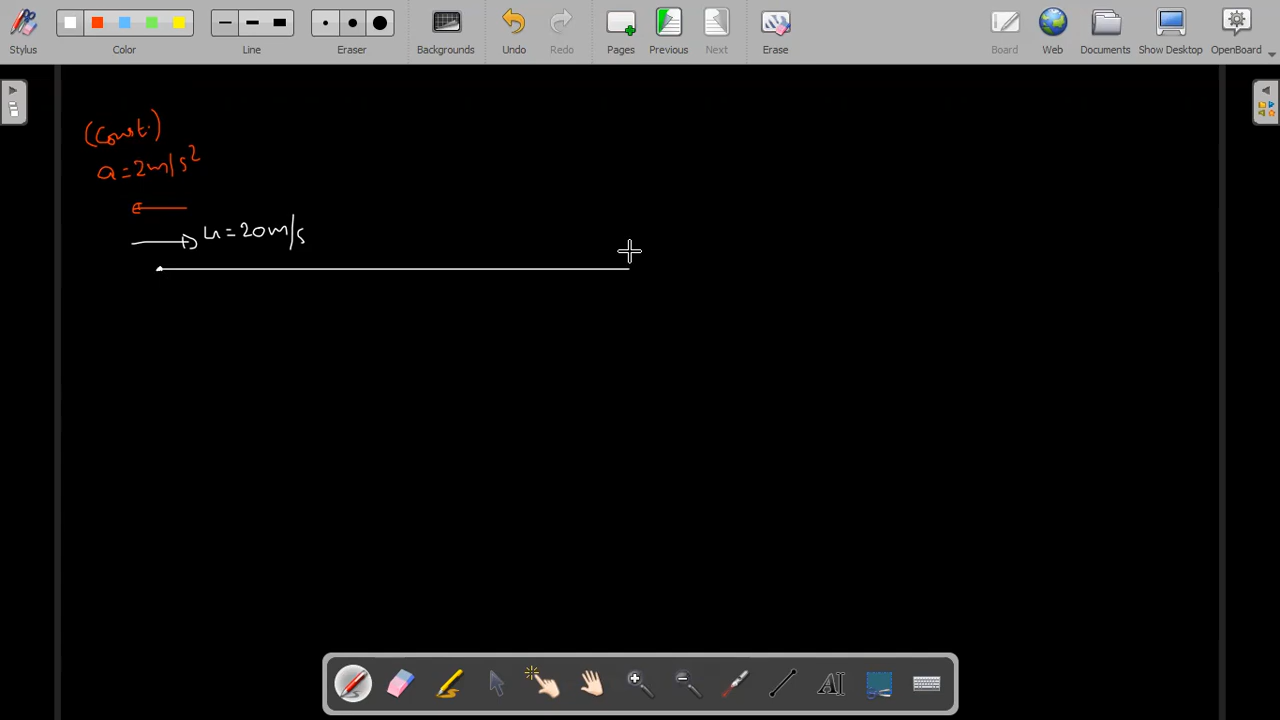 Stylus Color Line Eraser Backgrounds Undo Redo Pages Previous Next Erase Board Web Documents Show Desktop OpenBoard
(Const.)
a = 2m/s²
u = 20m/s